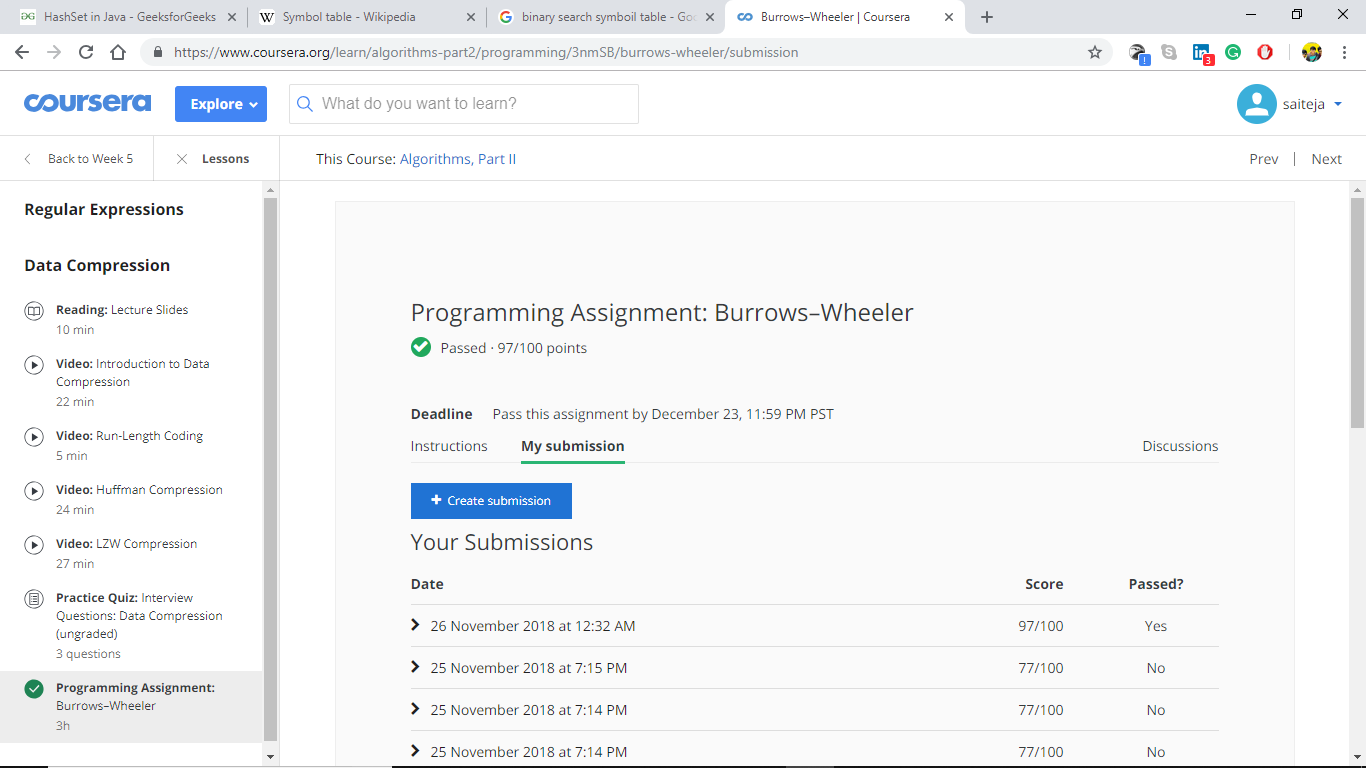 HashSet in Java - GeeksforGeeks
Symbol table - Wikipedia
binary search symboil table - Goo
Burrows–Wheeler | Coursera
https://www.coursera.org/learn/algorithms-part2/programming/3nmSB/burrows-wheeler/submission
3
coursera
Explore
What do you want to learn?
saiteja
Back to Week 5
Lessons
This Course: Algorithms, Part II
Prev | Next
Regular Expressions
Data Compression
Reading: Lecture Slides
10 min
Video: Introduction to Data
Compression
22 min
Video: Run-Length Coding
5 min
Video: Huffman Compression
24 min
Video: LZW Compression
27 min
Practice Quiz: Interview
Questions: Data Compression
(ungraded)
3 questions
Programming Assignment:
Burrows–Wheeler
3h
Programming Assignment: Burrows–Wheeler
Passed · 97/100 points
Deadline Pass this assignment by December 23, 11:59 PM PST
Instructions My submission Discussions
+ Create submission
Your Submissions
Date Score Passed?
26 November 2018 at 12:32 AM 97/100 Yes
25 November 2018 at 7:15 PM 77/100 No
25 November 2018 at 7:14 PM 77/100 No
25 November 2018 at 7:14 PM 77/100 No